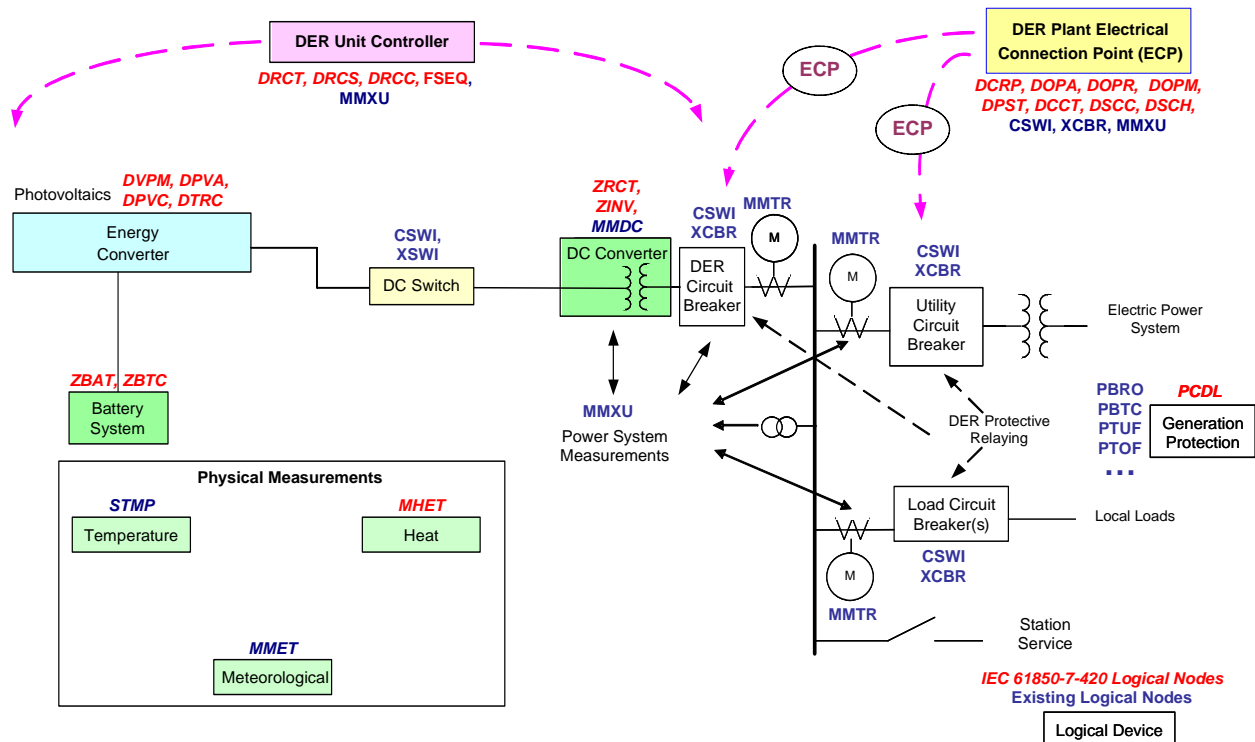 DER Unit Controller
DRCT, DRCS, DRCC, FSEQ,
MMXU
ECP
ECP
DER Plant Electrical
Connection Point (ECP)
DCRP, DOPA, DOPR, DOPM,
DPST, DCCT, DSCC, DSCH,
CSWI, XCBR, MMXU
Photovoltaics
DVPM, DPVA,
DPVC, DTRC
Energy
Converter
CSWI,
XSWI
DC Switch
ZRCT,
ZINV,
MMDC
DC Converter
CSWI
XCBR
DER
Circuit
Breaker
MMTR
M
MMTR
M
CSWI
XCBR
Utility
Circuit
Breaker
Electric Power
System
ZBAT, ZBTC
Battery
System
MMXU
Power System
Measurements
DER Protective
Relaying
PBRO
PBTC
PTUF
PTOF
...
PCDL
Generation
Protection
Load Circuit
Breaker(s)
CSWI
XCBR
Local Loads
M
MMTR
Station
Service
Physical Measurements
STMP
Temperature
MHET
Heat
MMET
Meteorological
IEC 61850-7-420 Logical Nodes
Existing Logical Nodes
Logical Device